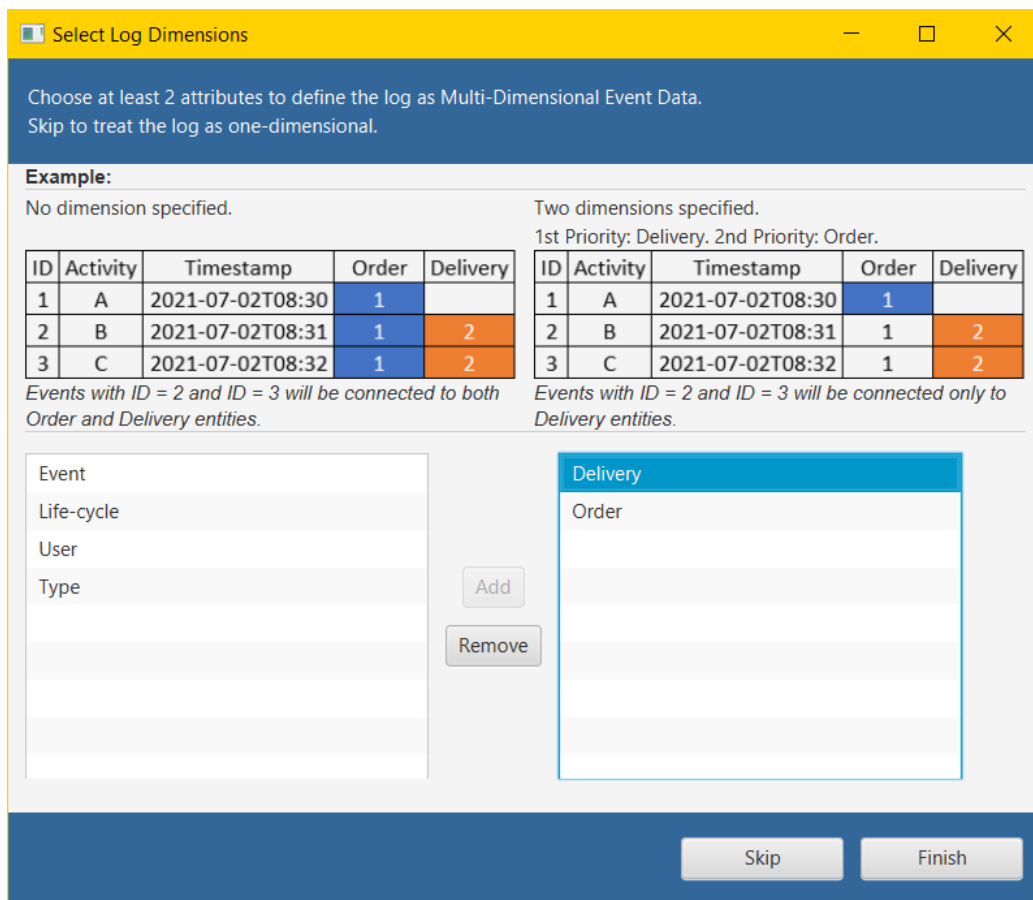 Select Log Dimensions
Choose at least 2 attributes to define the log as Multi-Dimensional Event Data.
Skip to treat the log as one-dimensional.
Example:
No dimension specified.
ID Activity Timestamp Order Delivery
1 A 2021-07-02T08:30 1
2 B 2021-07-02T08:31 1 2
3 C 2021-07-02T08:32 1 2
Events with ID = 2 and ID = 3 will be connected to both
Order and Delivery entities.
Two dimensions specified.
1st Priority: Delivery. 2nd Priority: Order.
ID Activity Timestamp Order Delivery
1 A 2021-07-02T08:30 1
2 B 2021-07-02T08:31 1 2
3 C 2021-07-02T08:32 1 2
Events with ID = 2 and ID = 3 will be connected only to
Delivery entities.
Event
Life-cycle
User
Type
Add
Remove
Delivery
Order
Skip
Finish